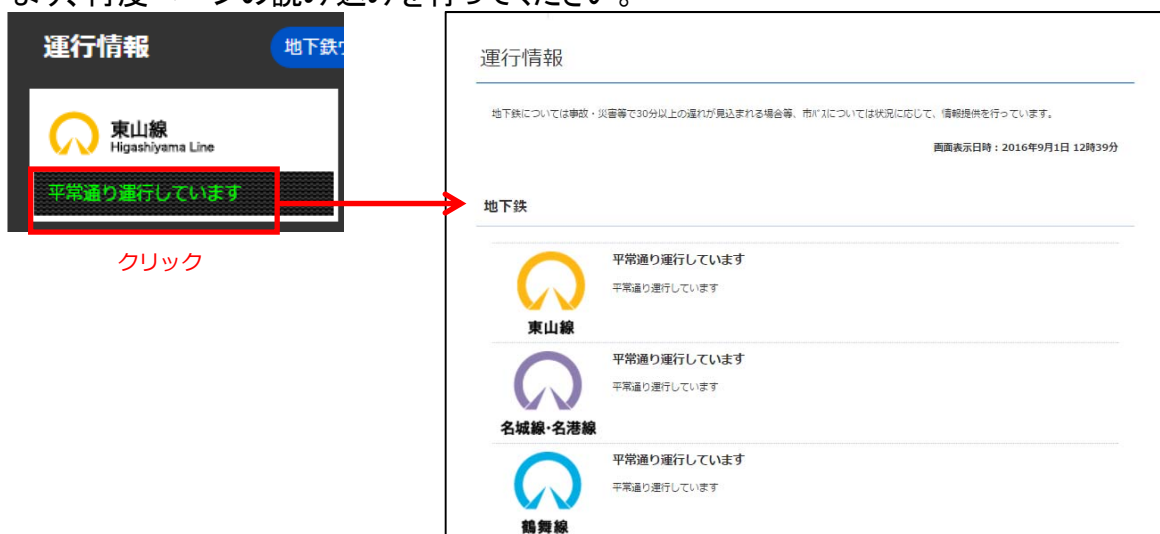 運行情報
地下鉄
東山線
Higashiyama Line
平常通り運行しています
クリック
運行情報
地下鉄については事故・災害等で30分以上の遅れが見込まれる場合等、市バスについては状況に応じて、情報提供を行っています。
画面表示日時：2016年9月1日 12時39分
地下鉄
平常通り運行しています
平常通り運行しています
東山線
平常通り運行しています
平常通り運行しています
名城線・名港線
平常通り運行しています
平常通り運行しています
鶴舞線